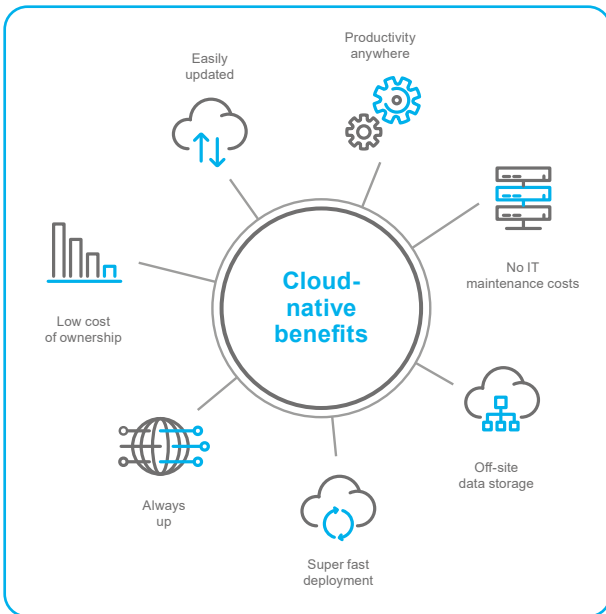 Productivity
anywhere
Easily
updated
No IT
maintenance costs
Cloud-
native
benefits
Low cost
of ownership
Off-site
data storage
Always
up
Super fast
deployment